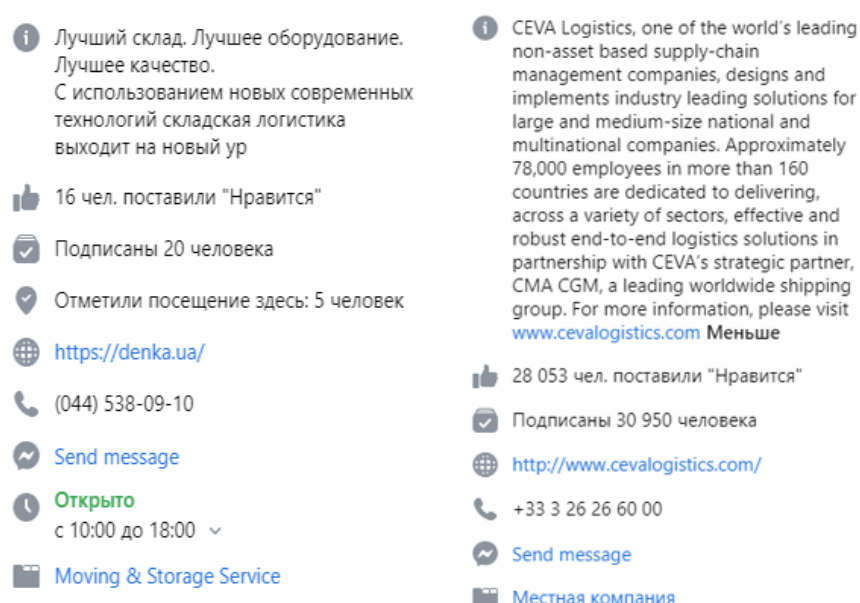 Лучший склад. Лучшее оборудование.
Лучшее качество.
С использованием новых современных
технологий складская логистика
выходит на новый ур
16 чел. поставили "Нравится"
Подписаны 20 человека
Отметили посещение здесь: 5 человек
https://denka.ua/
(044) 538-09-10
Send message
Открыто
с 10:00 до 18:00
Moving & Storage Service
CEVA Logistics, one of the world's leading
non-asset based supply-chain
management companies, designs and
implements industry leading solutions for
large and medium-size national and
multinational companies. Approximately
78,000 employees in more than 160
countries are dedicated to delivering,
across a variety of sectors, effective and
robust end-to-end logistics solutions in
partnership with CEVA's strategic partner,
CMA CGM, a leading worldwide shipping
group. For more information, please visit
www.cevalogistics.com Меньше
28 053 чел. поставили "Нравится"
Подписаны 30 950 человека
http://www.cevalogistics.com/
+33 3 26 26 60 00
Send message
Местная компания